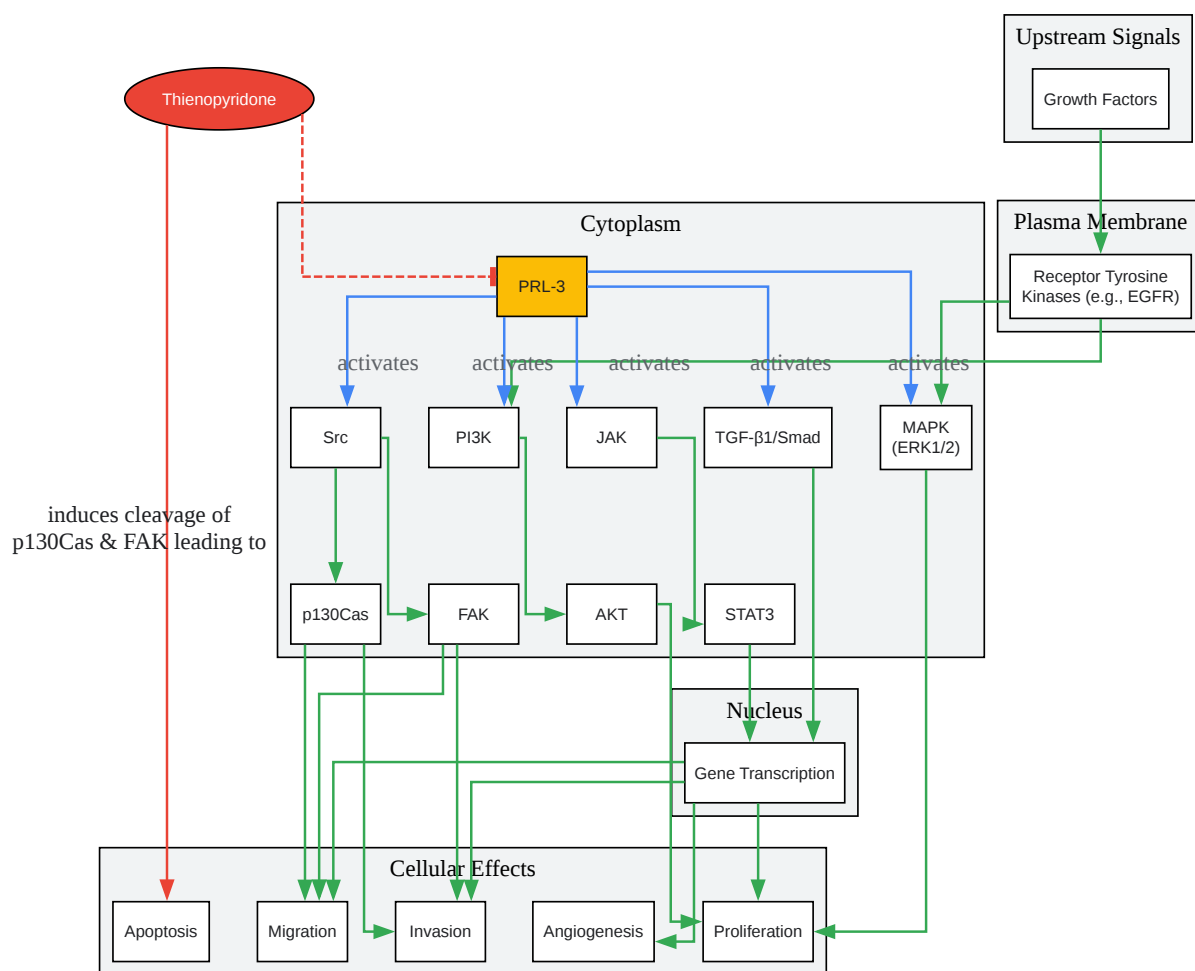 Upstream Signals
Thienopyridone
Growth Factors
Cytoplasm
Plasma Membrane
PRL-3
Receptor Tyrosine
Kinases (e.g., EGFR)
activates
activates
activates
activates
activates
Src
PI3K
JAK
TGF-β1/Smad
MAPK
(ERK1/2)
induces cleavage of
p130Cas & FAK leading to
p130Cas
FAK
AKT
STAT3
Nucleus
Gene Transcription
Cellular Effects
Apoptosis
Migration
Invasion
Angiogenesis
Proliferation